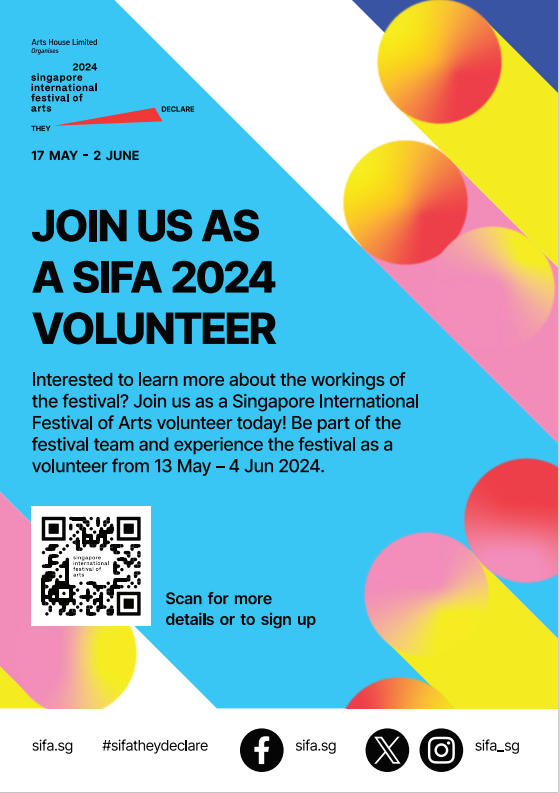 Arts House Limited
Organises
2024
singapore
international
festival of
arts
DECLARE
THEY
17 MAY - 2 JUNE
JOIN US AS
A SIFA 2024
VOLUNTEER
Interested to learn more about the workings of
the festival? Join us as a Singapore International
Festival of Arts volunteer today! Be part of the
festival team and experience the festival as a
volunteer from 13 May – 4 Jun 2024.
singapore
international
festival of
arts
Scan for more
details or to sign up
sifa.sg #sifatheydeclare sifa.sg sifa_sg